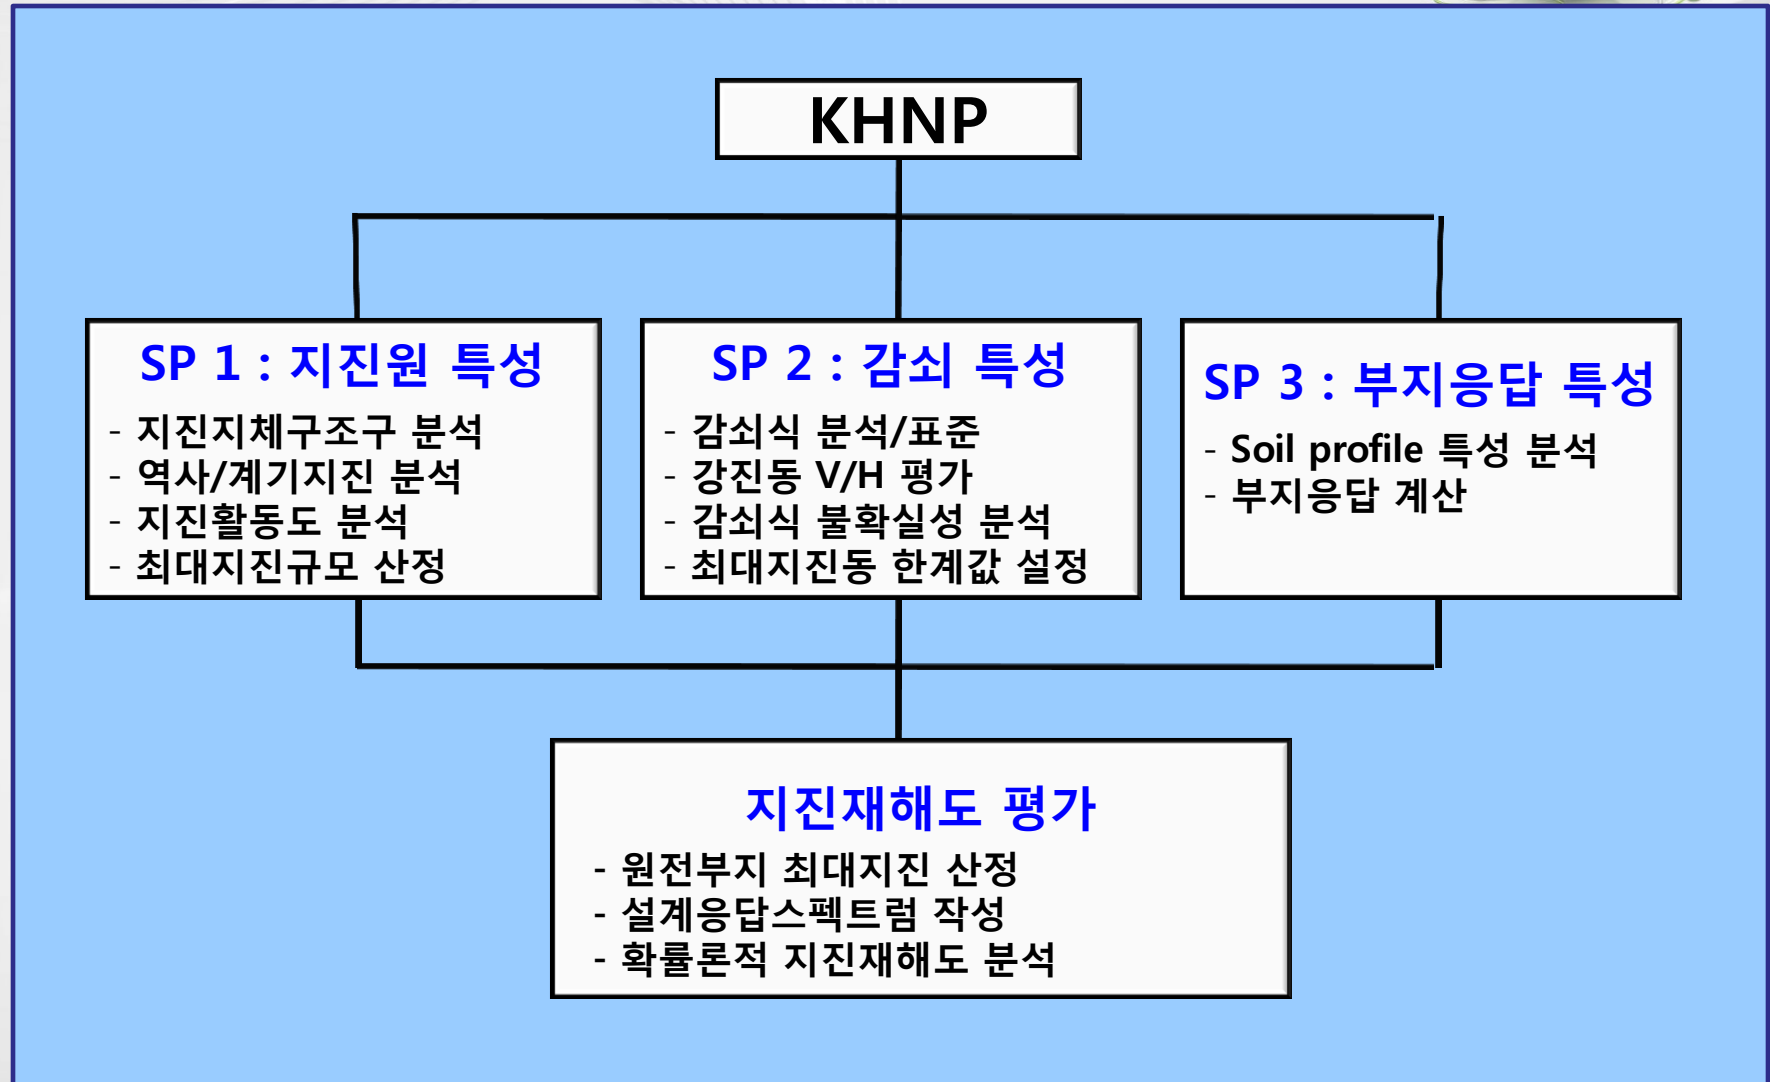 KHNP
SP 1 : 지진원 특성
- 지진지체구조구 분석
- 역사/계기지진 분석
- 지진활동도 분석
- 최대지진규모 산정
SP 2 : 감쇠 특성
- 감쇠식 분석/표준
- 강진동 V/H 평가
- 감쇠식 불확실성 분석
- 최대지진동 한계값 설정
SP 3 : 부지응답 특성
- Soil profile 특성 분석
- 부지응답 계산
지진재해도 평가
- 원전부지 최대지진 산정
- 설계응답스펙트럼 작성
- 확률론적 지진재해도 분석